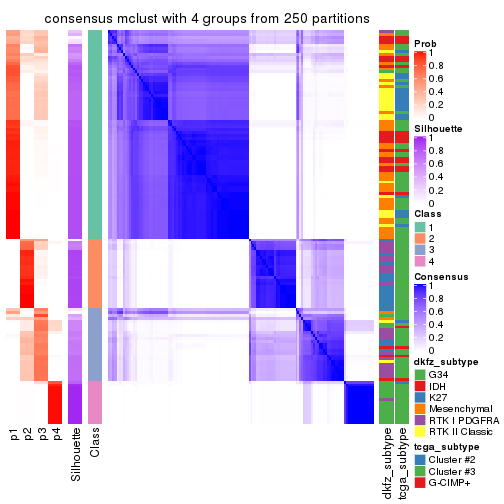 consensus mclust with 4 groups from 250 partitions
Prob
1
0.8
0.6
0.4
0.2
0
Silhouette
1
0.8
0.6
0.4
0.2
0
Class
1
2
3
4
Consensus
1
0.8
0.6
0.4
0.2
0
dkfz_subtype
G34
IDH
K27
Mesenchymal
RTK I PDGFRA
RTK II Classic
tcga_subtype
Cluster #2
Cluster #3
G-CIMP+
p1
p2
p3
p4
Silhouette
Class
dkfz_subtype
tcga_subtype